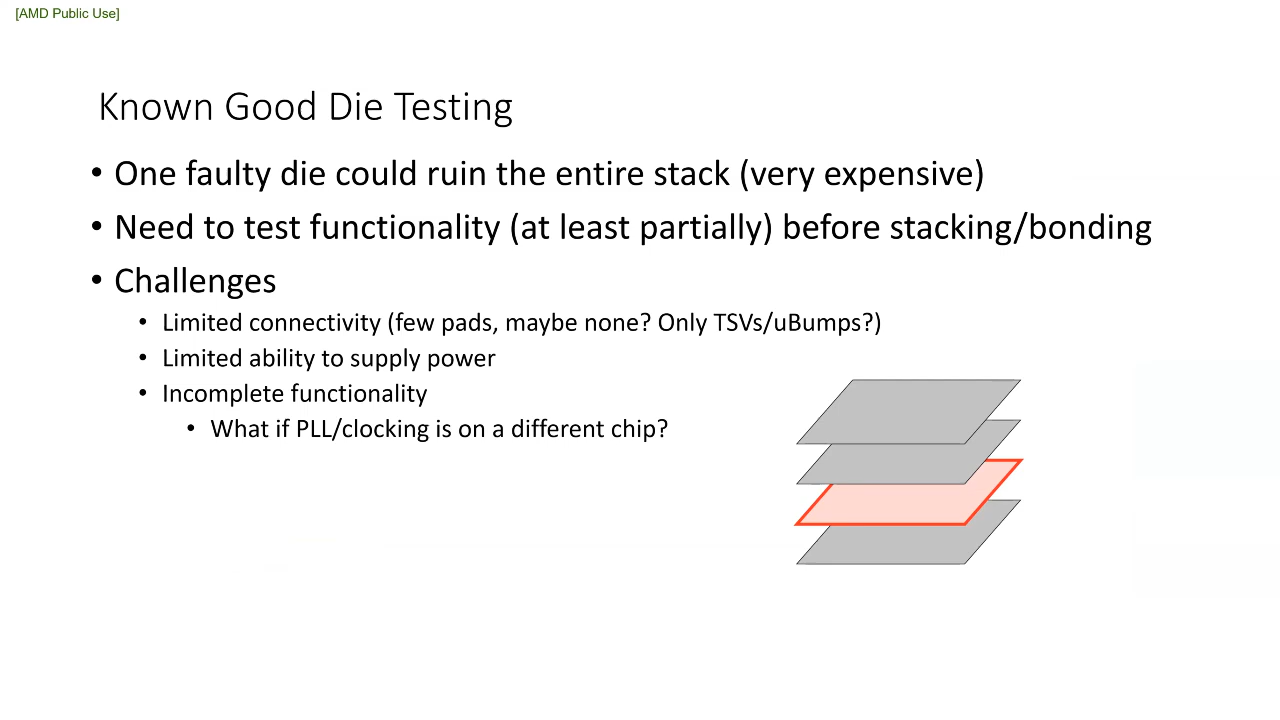 [AMD Public Use]
Known Good Die Testing
• One faulty die could ruin the entire stack (very expensive)
• Need to test functionality (at least partially) before stacking/bonding
• Challenges
• Limited connectivity (few pads, maybe none? Only TSVs/uBumps?)
• Limited ability to supply power
• Incomplete functionality
• What if PLL/clocking is on a different chip?